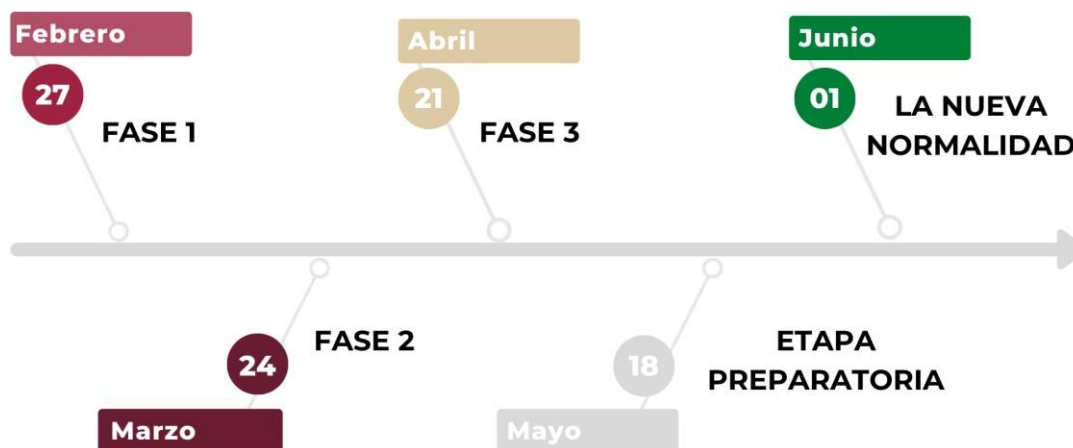 Febrero
27
FASE 1
Abril
21
FASE 3
Junio
01
LA NUEVA
NORMALIDAD
24
FASE 2
Marzo
18
ETAPA
PREPARATORIA
Mayo